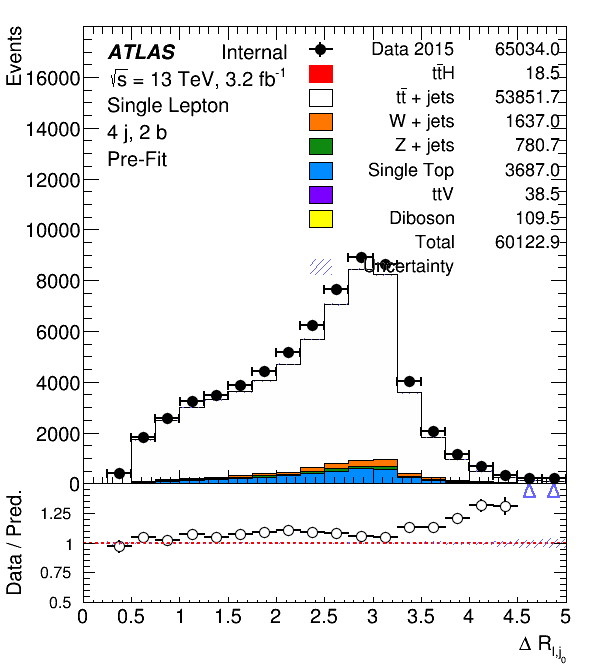 Events
ATLAS Internal
√s = 13 TeV, 3.2 fb⁻¹
Single Lepton
4 j, 2 b
Pre-Fit
Data 2015 65034.0
tt̄H 18.5
tt̄ + jets 53851.7
W + jets 1637.0
Z + jets 780.7
Single Top 3687.0
ttV 38.5
Diboson 109.5
Total 60122.9
Uncertainty
16000
14000
12000
10000
8000
6000
4000
2000
0
Data / Pred.
1.25
1
0.75
0.5
0 0.5 1 1.5 2 2.5 3 3.5 4 4.5 5
Δ R_{l,j_0}